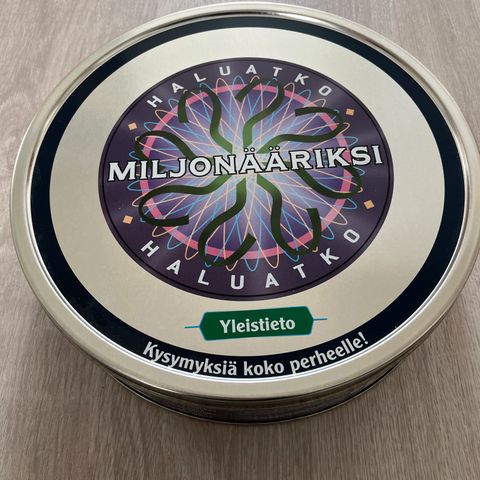 HALUATKO
MILJONÄÄRIKSI
HALUATKO
Yleistieto
Kysymyksiä koko perheelle!